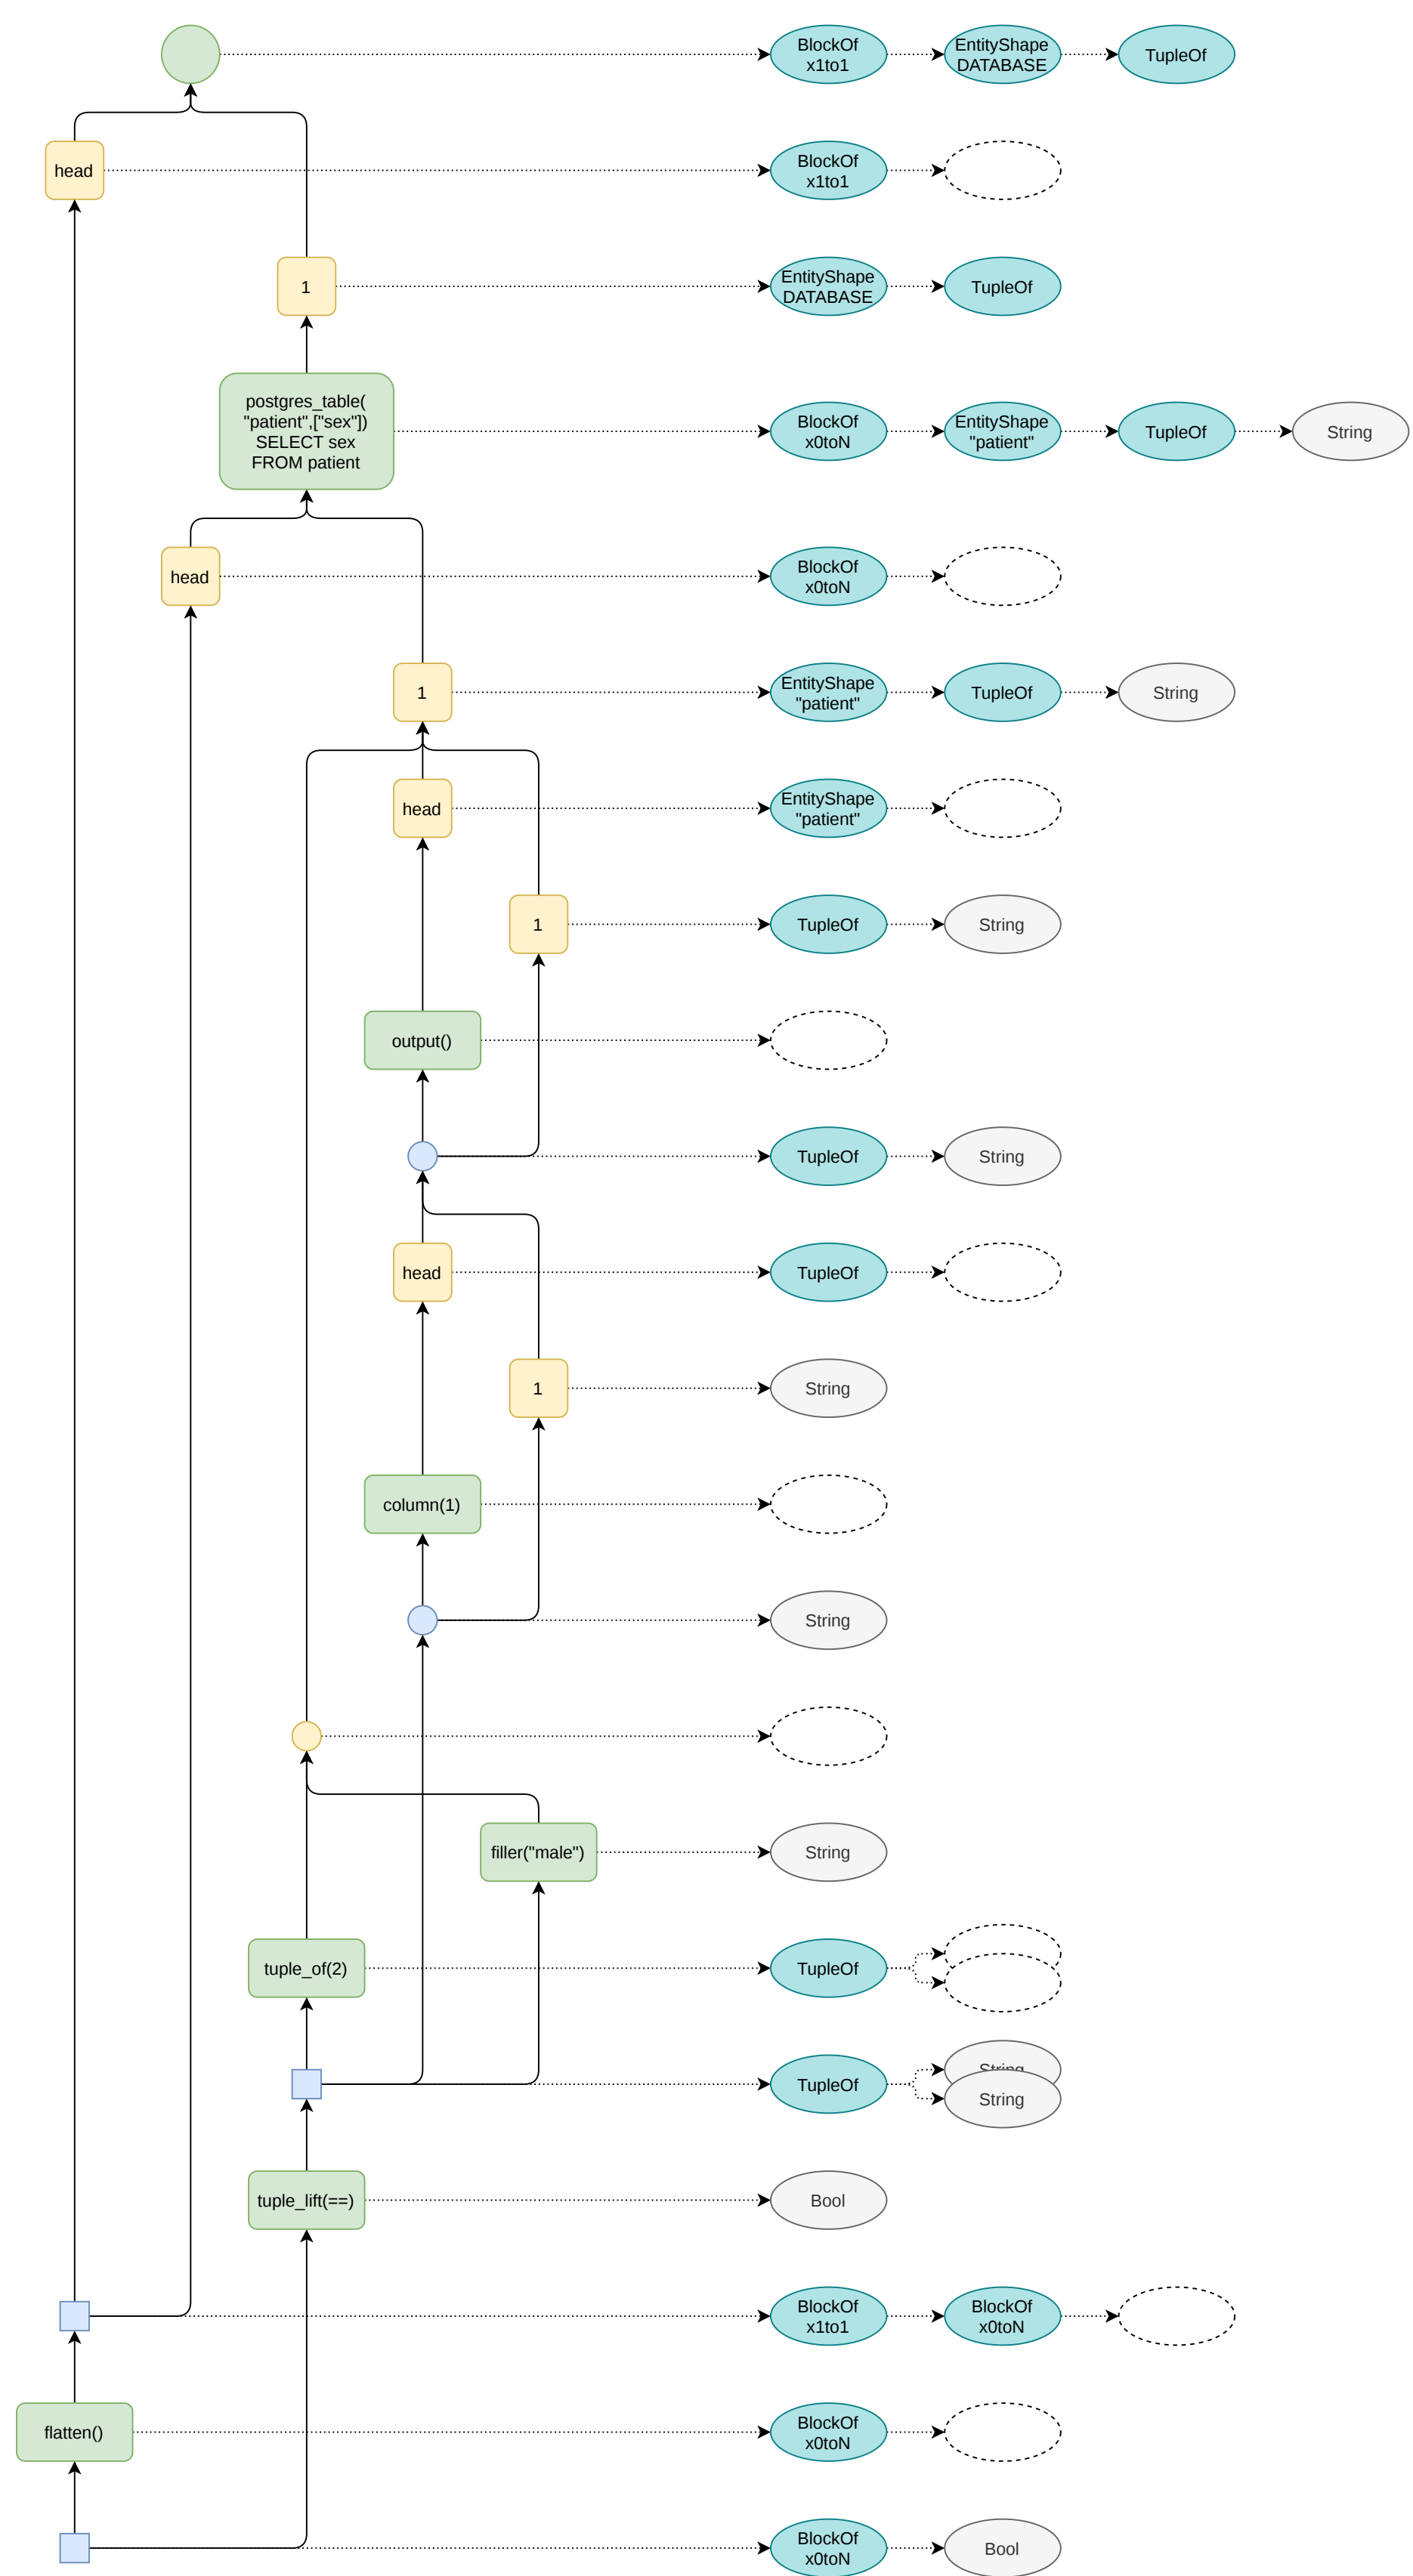 BlockOf
x1to1
EntityShape
DATABASE
TupleOf
head
BlockOf
x1to1
1
EntityShape
DATABASE
TupleOf
postgres_table(
"patient",["sex"])
SELECT sex
FROM patient
BlockOf
x0toN
EntityShape
"patient"
TupleOf
String
head
BlockOf
x0toN
1
EntityShape
"patient"
TupleOf
String
head
EntityShape
"patient"
1
TupleOf
String
output()
TupleOf
String
head
TupleOf
1
String
column(1)
String
filler("male")
String
tuple_of(2)
TupleOf
TupleOf
String
String
tuple_lift(==)
Bool
BlockOf
x1to1
BlockOf
x0toN
flatten()
BlockOf
x0toN
BlockOf
x0toN
Bool